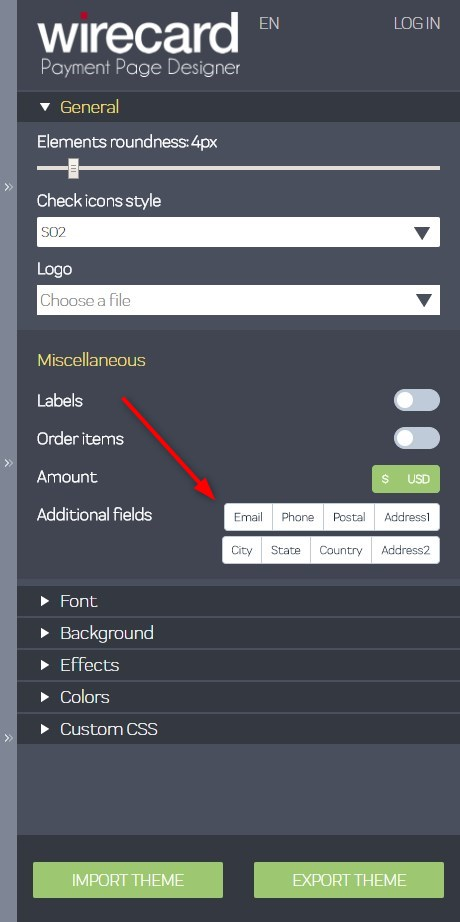 wirecard
EN
LOG IN
Payment Page Designer
General
Elements roundness: 4px
Check icons style
S02
Logo
Choose a file
Miscellaneous
Labels
Order items
Amount
$ USD
Additional fields
Email Phone Postal Address1
City State Country Address2
Font
Background
Effects
Colors
Custom CSS
IMPORT THEME
EXPORT THEME